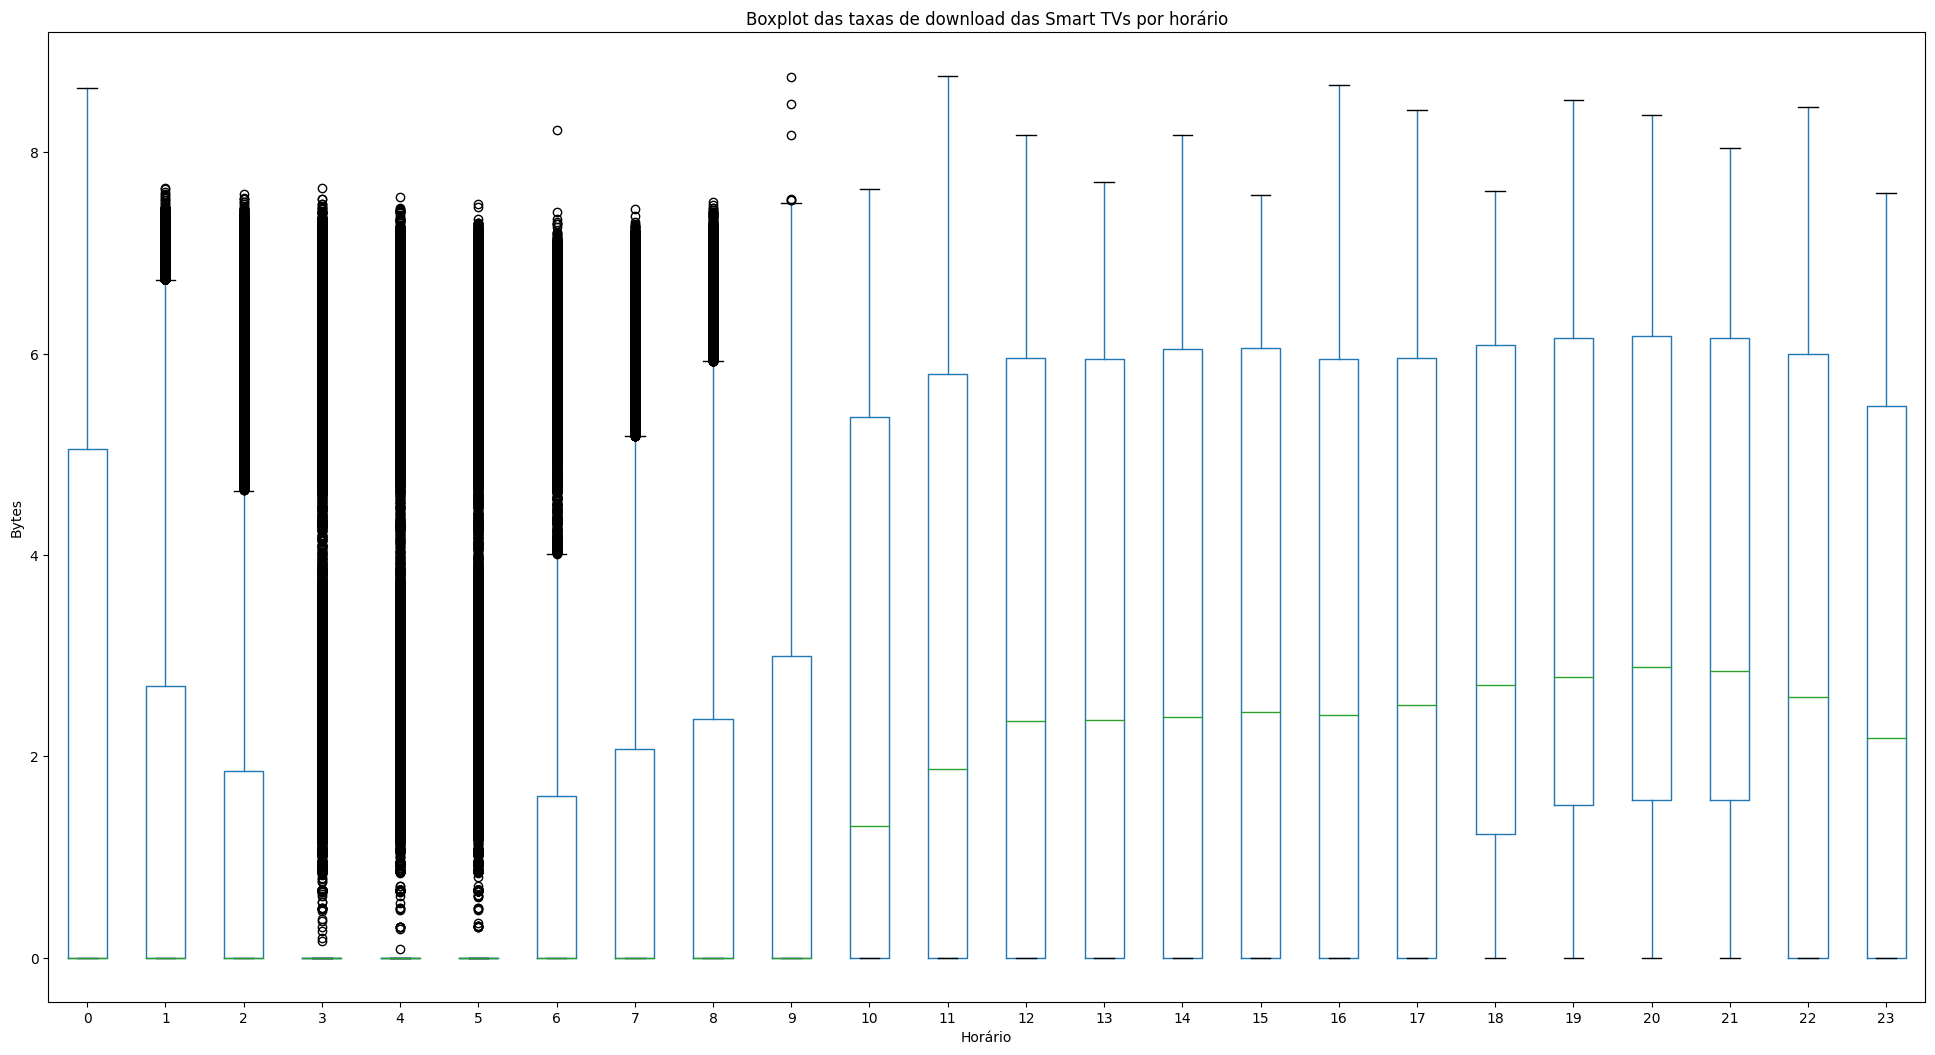 Boxplot das taxas de download das Smart TVs por horário
8
6
4
2
0
Bytes
0 1 2 3 4 5 6 7 8 9 10 11 12 13 14 15 16 17 18 19 20 21 22 23
Horário